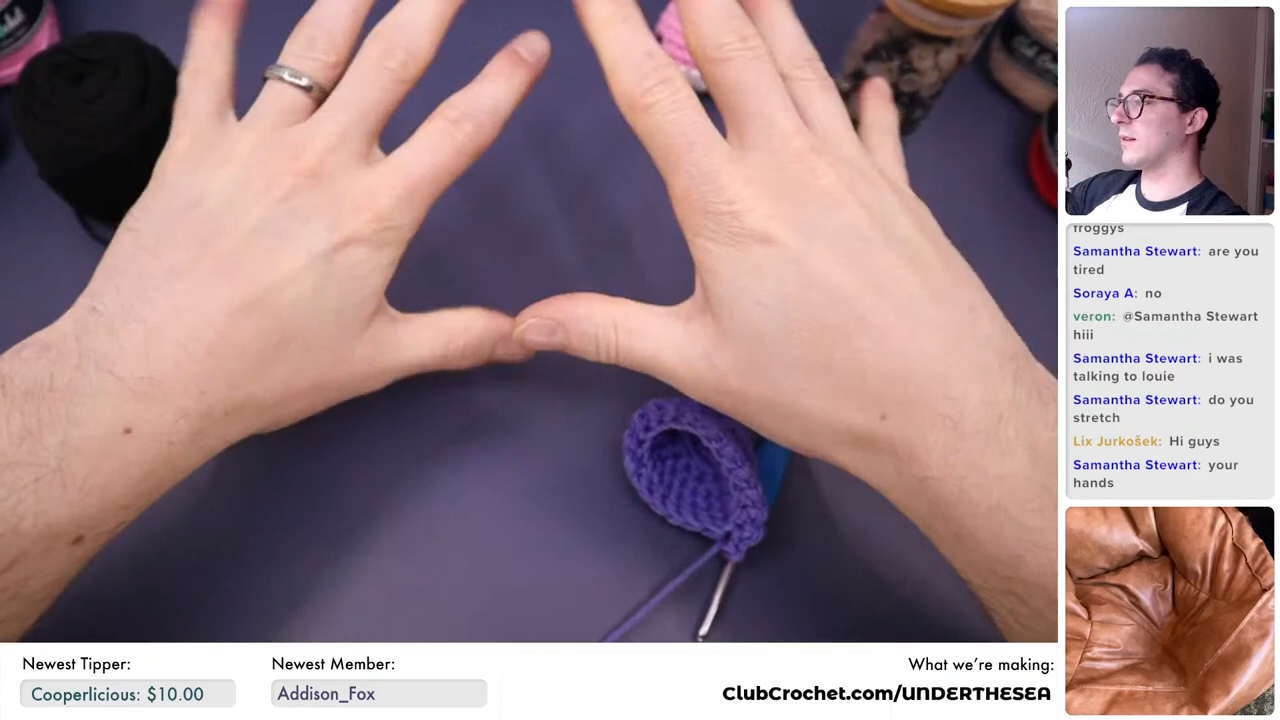 froggys
Samantha Stewart: are you
tired
Soraya A: no
veron: @Samantha Stewart
hiii
Samantha Stewart: i was
talking to louie
Samantha Stewart: do you
stretch
Lix Jurkošek: Hi guys
Samantha Stewart: your
hands
Newest Tipper:
Cooperlicious: $10.00
Newest Member:
Addison_Fox
What we're making:
ClubCrochet.com/UNDERTHESEA